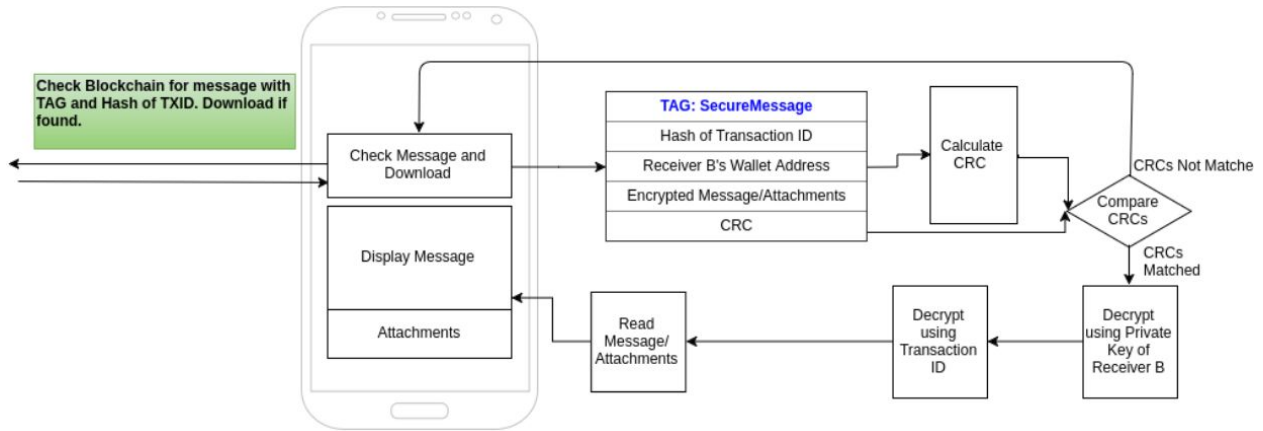 Check Blockchain for message with
TAG and Hash of TXID. Download if
found.
Check Message and
Download
TAG: SecureMessage
Hash of Transaction ID
Receiver B's Wallet Address
Encrypted Message/Attachments
CRC
Calculate
CRC
CRCs Not Matche
Compare
CRCs
CRCs
Matched
Display Message
Attachments
Read
Message/
Attachments
Decrypt
using
Transaction
ID
Decrypt
using Private
Key of
Receiver B